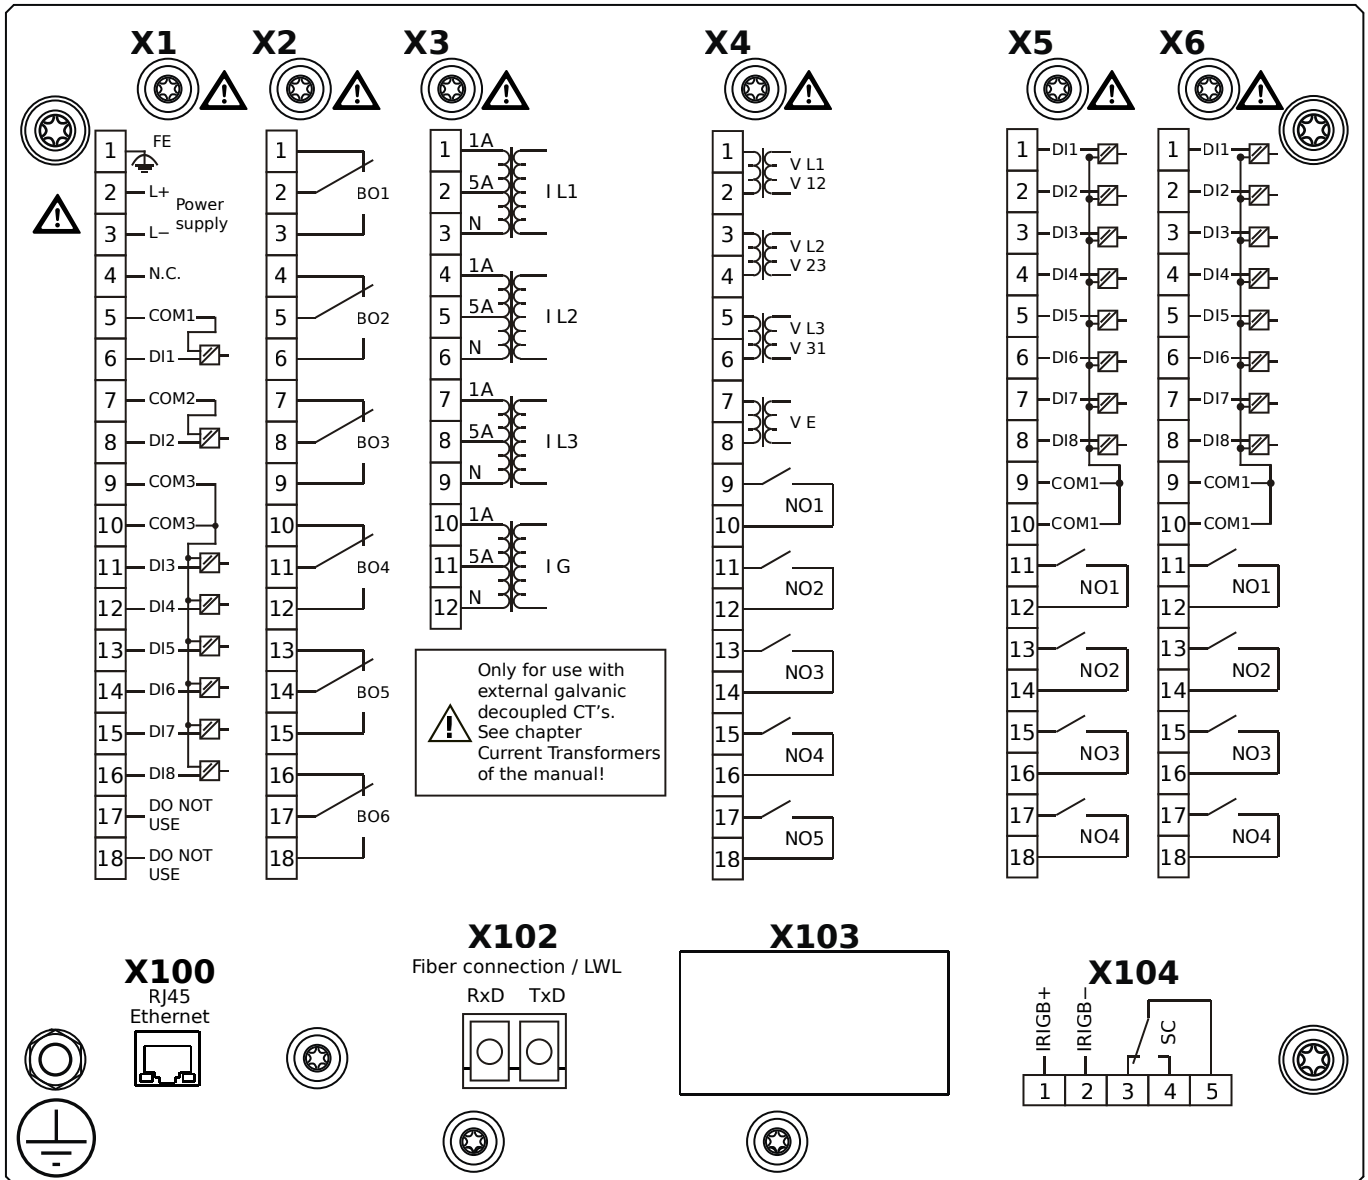 X1
X2
X3
X4
X5
X6
1 FE
2 L+
Power
supply
3 L−
4 N.C.
5 COM1
6 DI1
7 COM2
8 DI2
9 COM3
10 COM3
11 DI3
12 DI4
13 DI5
14 DI6
15 DI7
16 DI8
17 DO NOT
USE
18 DO NOT
USE
1
2 BO1
3
4
5 BO2
6
7
8 BO3
9
10
11 BO4
12
13
14 BO5
15
16
17 BO6
18
1 1A
2 5A I L1
3 N
4 1A
5 5A I L2
6 N
7 1A
8 5A I L3
9 N
10 1A
11 5A I G
12 N
Only for use with
external galvanic
decoupled CT's.
See chapter
Current Transformers
of the manual!
1 V L1
2 V 12
3 V L2
4 V 23
5 V L3
6 V 31
7 V E
8
9
NO1
10
11
NO2
12
13
NO3
14
15
NO4
16
17
NO5
18
1 DI1
2 DI2
3 DI3
4 DI4
5 DI5
6 DI6
7 DI7
8 DI8
9 COM1
10 COM1
11
NO1
12
13
NO2
14
15
NO3
16
17
NO4
18
1 DI1
2 DI2
3 DI3
4 DI4
5 DI5
6 DI6
7 DI7
8 DI8
9 COM1
10 COM1
11
NO1
12
13
NO2
14
15
NO3
16
17
NO4
18
X100
RJ45
Ethernet
X102
Fiber connection / LWL
RxD TxD
X103
X104
IRIGB+
IRIGB−
SC
1 2 3 4 5